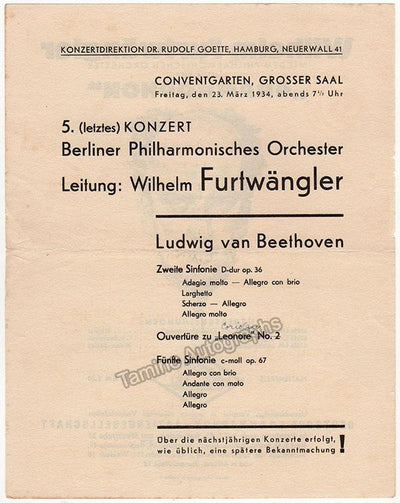 KONZERTDIREKTION DR. RUDOLF GOETTE, HAMBURG, NEUERWALL 41
CONVENTGARTEN, GROSSER SAAL
Freitag, den 23. März 1934, abends 7½ Uhr
5. (letztes) KONZERT
Berliner Philharmonisches Orchester
Leitung: Wilhelm Furtwängler
Ludwig van Beethoven
Zweite Sinfonie D-dur op. 36
Adagio molto — Allegro con brio
Larghetto
Scherzo — Allegro
Allegro molto
Ouvertüre zu „Leonore“ No. 2
Tamino Autographs
Fünfte Sinfonie c-moll op. 67
Allegro con brio
Andante con moto
Allegro
Allegro
Über die nächstjährigen Konzerte erfolgt,
wie üblich, eine spätere Bekanntmachung!